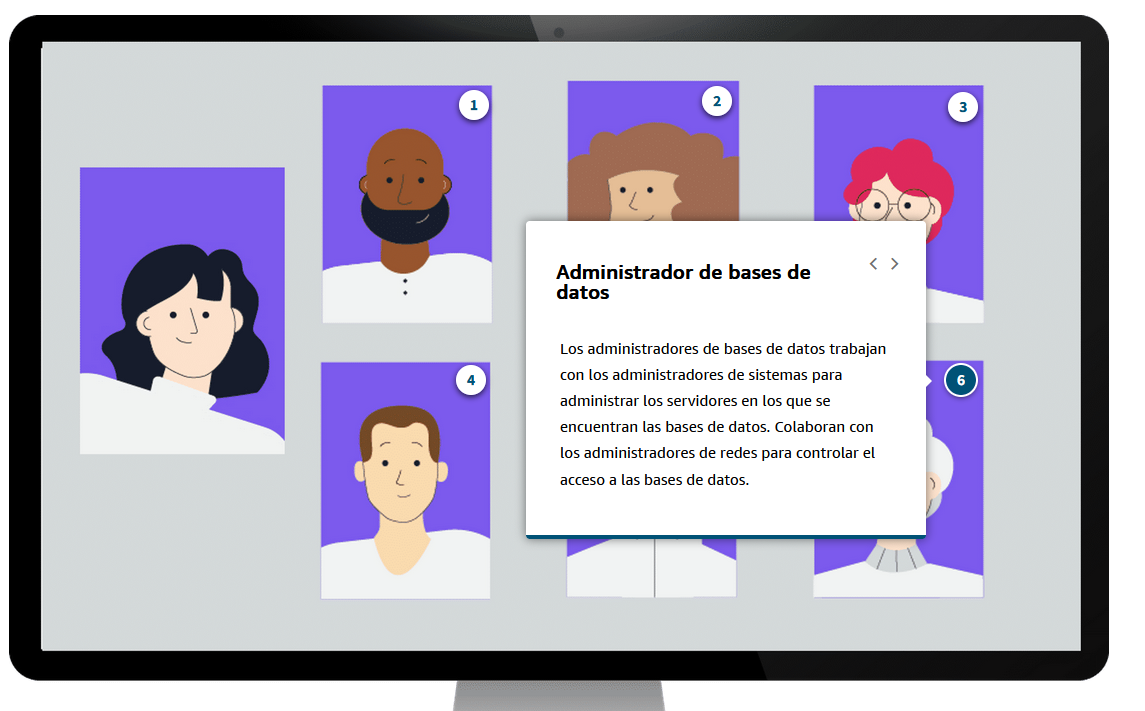 1
2
3
Administrador de bases de
datos
Los administradores de bases de datos trabajan
con los administradores de sistemas para
administrar los servidores en los que se
encuentran las bases de datos. Colaboran con
los administradores de redes para controlar el
acceso a las bases de datos.
4
6